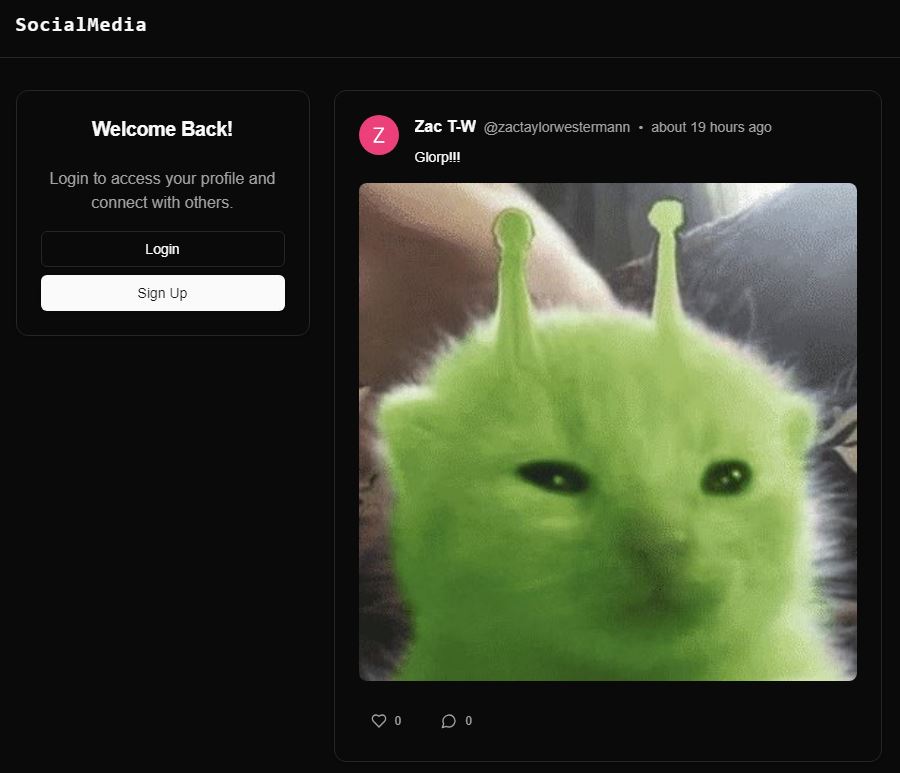 SocialMedia
Welcome Back!
Login to access your profile and
connect with others.
Login
Sign Up
Z
Zac T-W @zactaylorwestermann • about 19 hours ago
Glorp!!!
0 0